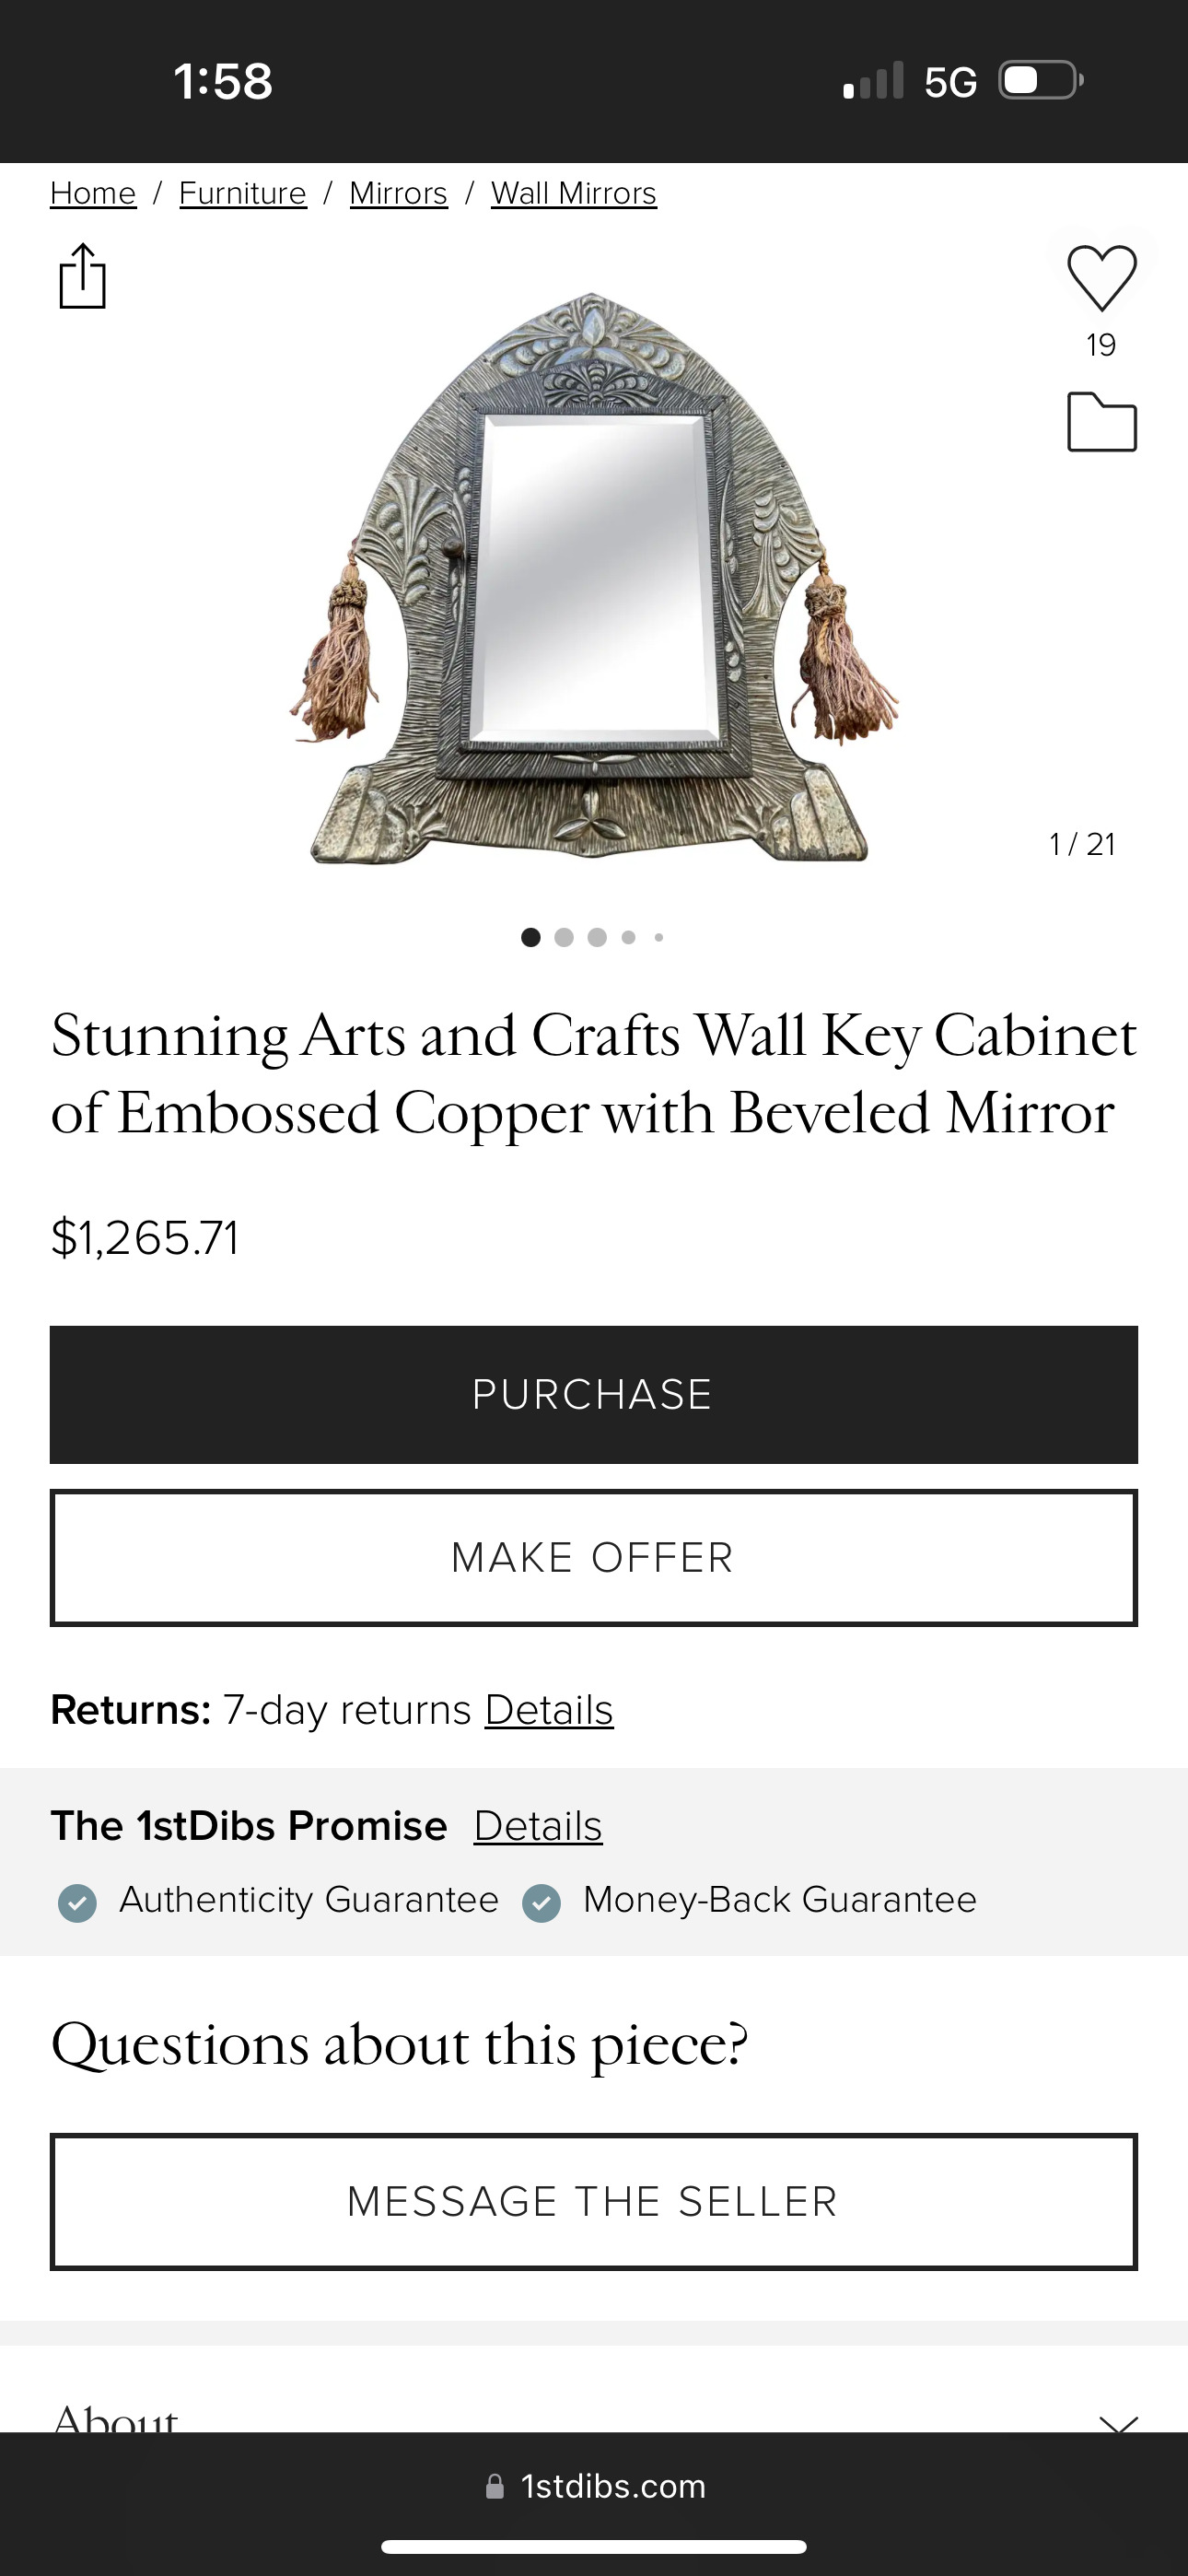 1:58 5G
Home / Furniture / Mirrors / Wall Mirrors
19
1 / 21
Stunning Arts and Crafts Wall Key Cabinet
of Embossed Copper with Beveled Mirror
$1,265.71
PURCHASE
MAKE OFFER
Returns: 7-day returns Details
The 1stDibs Promise Details
Authenticity Guarantee Money-Back Guarantee
Questions about this piece?
MESSAGE THE SELLER
About
1stdibs.com